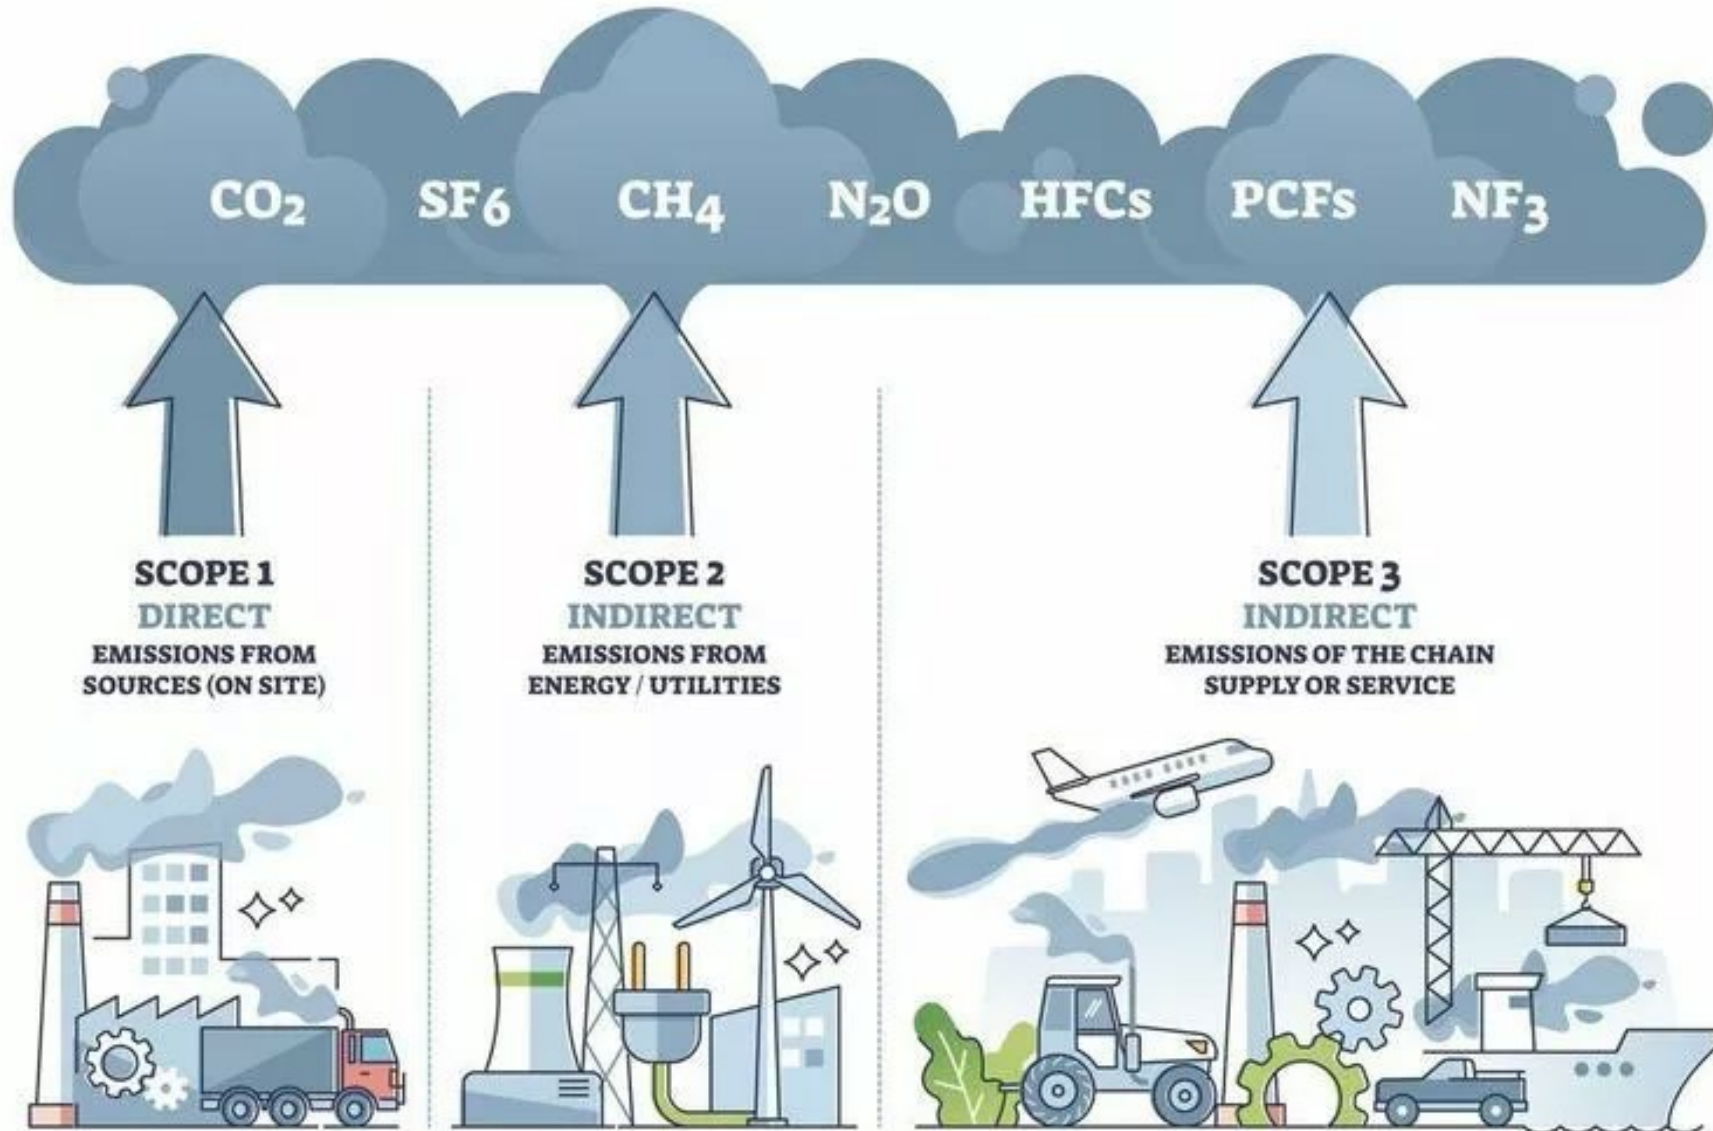 CO₂ SF6 CH4 N₂O HFCs PCFs NF3
SCOPE 1
DIRECT
EMISSIONS FROM
SOURCES (ON SITE)
SCOPE 2
INDIRECT
EMISSIONS FROM
ENERGY / UTILITIES
SCOPE 3
INDIRECT
EMISSIONS OF THE CHAIN
SUPPLY OR SERVICE